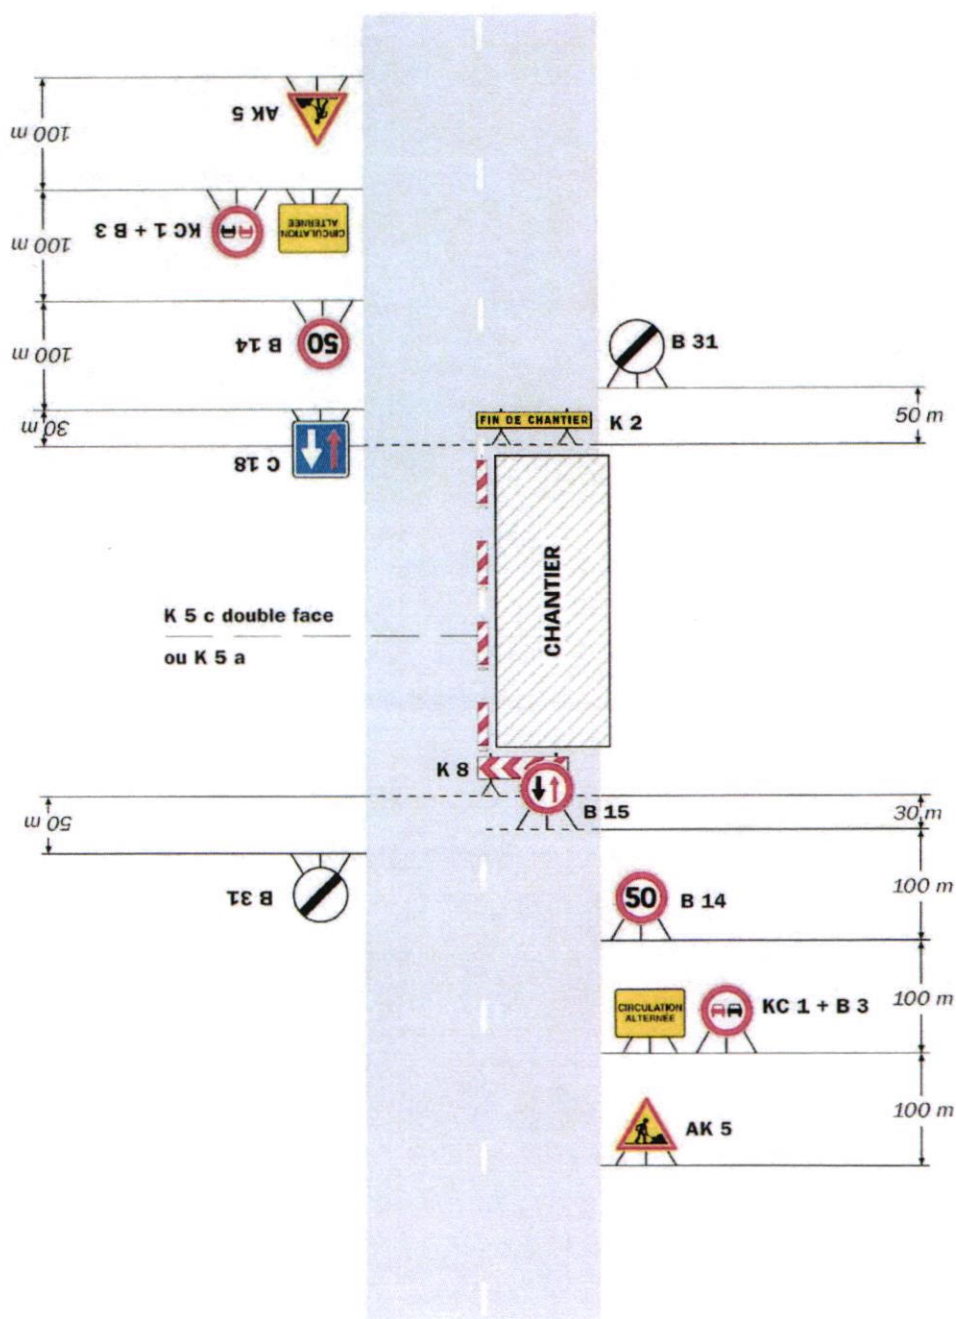 AK 5
100 m
CIRCULATION
ALTERNÉE
KC 1 + B 3
100 m
50
B 14
100 m
30 m
C 18
B 31
50 m
FIN DE CHANTIER
K 2
CHANTIER
K 5 c double face
ou K 5 a
K 8
B 15
30 m
50 m
B 31
50
B 14
100 m
CIRCULATION
ALTERNÉE
KC 1 + B 3
100 m
AK 5
100 m